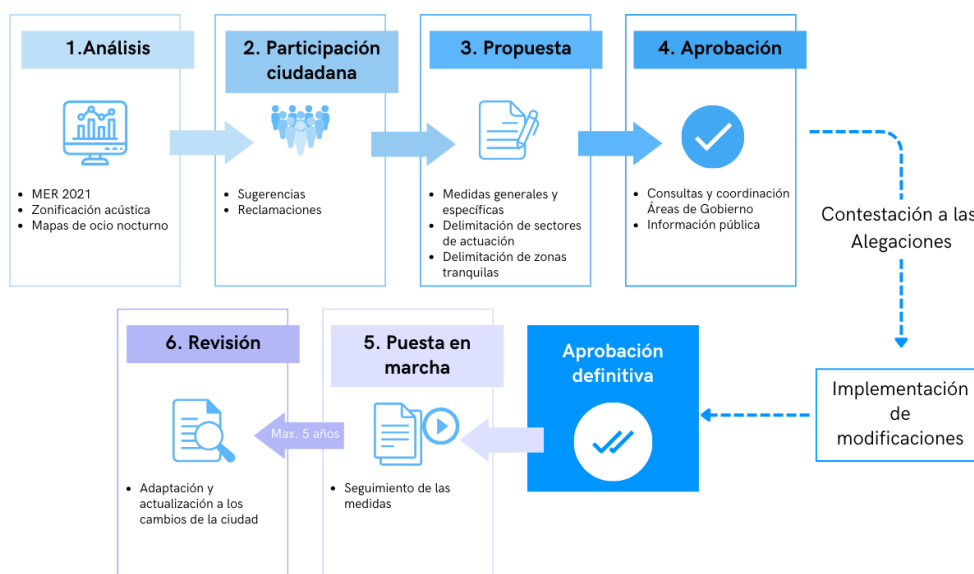 1.Análisis
MER 2021
Zonificación acústica
Mapas de ocio nocturno
2. Participación
ciudadana
Sugerencias
Reclamaciones
3. Propuesta
Medidas generales y
específicas
Delimitación de sectores
de actuación
Delimitación de zonas
tranquilas
4. Aprobación
Consultas y coordinación
Áreas de Gobierno
Información pública
Contestación a las
Alegaciones
Implementación
de
modificaciones
Aprobación
definitiva
5. Puesta en
marcha
Seguimiento de las
medidas
Max. 5 años
6. Revisión
Adaptación y
actualización a los
cambios de la ciudad